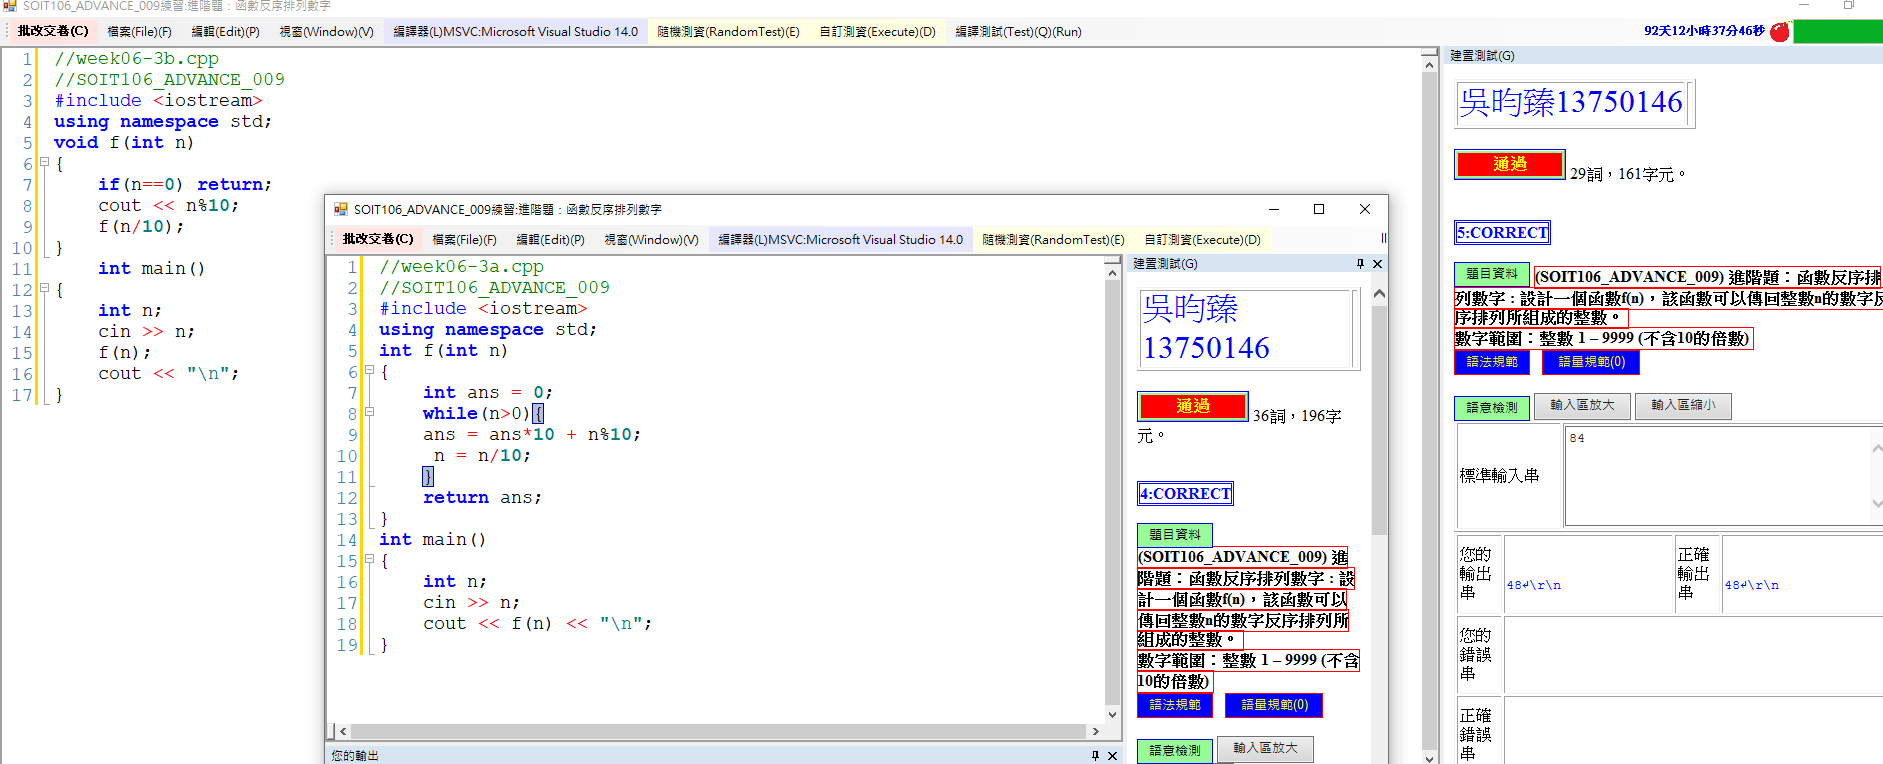 SOIT106_ADVANCE_009練習:進階題：函數反序排列數字
批改交卷(C) 檔案(File)(F) 編輯(Edit)(P) 視窗(Window)(V) 編譯器(L)MSVC:Microsoft Visual Studio 14.0 隨機測資(RandomTest)(E) 自訂測資(Execute)(D) 編譯測試(Test)(Q)(Run) 92天12小時37分46秒
1 //week06-3b.cpp
2 //SOIT106_ADVANCE_009
3 #include <iostream>
4 using namespace std;
5 void f(int n)
6 {
7 if(n==0) return;
8 cout << n%10;
9 f(n/10);
10 }
11 int main()
12 {
13 int n;
14 cin >> n;
15 f(n);
16 cout << "\n";
17 }
SOIT106_ADVANCE_009練習:進階題：函數反序排列數字
批改交卷(C) 檔案(File)(F) 編輯(Edit)(P) 視窗(Window)(V) 編譯器(L)MSVC:Microsoft Visual Studio 14.0 隨機測資(RandomTest)(E) 自訂測資(Execute)(D)
1 //week06-3a.cpp
2 //SOIT106_ADVANCE_009
3 #include <iostream>
4 using namespace std;
5 int f(int n)
6 {
7 int ans = 0;
8 while(n>0){
9 ans = ans*10 + n%10;
10 n = n/10;
11 }
12 return ans;
13 }
14 int main()
15 {
16 int n;
17 cin >> n;
18 cout << f(n) << "\n";
19 }
您的輸出
建置測試(G)
吳昀臻
13750146
通過 36詞，196字
元。
4:CORRECT
題目資料
(SOIT106_ADVANCE_009) 進
階題：函數反序排列數字 : 設
計一個函數f(n)，該函數可以
傳回整數n的數字反序排列所
組成的整數。
數字範圍：整數 1 – 9999 (不含
10的倍數)
語法規範 語量規範(0)
語意檢測 輸入區放大
建置測試(G)
吳昀臻13750146
通過 29詞，161字元。
5:CORRECT
題目資料 (SOIT106_ADVANCE_009) 進階題：函數反序排
列數字 : 設計一個函數f(n)，該函數可以傳回整數n的數字反
序排列所組成的整數。
數字範圍：整數 1 – 9999 (不含10的倍數)
語法規範 語量規範(0)
語意檢測 輸入區放大 輸入區縮小
標準輸入串 84
您的輸出串 48↵\r\n 正確輸出串 48↵\r\n
您的錯誤串
正確錯誤串